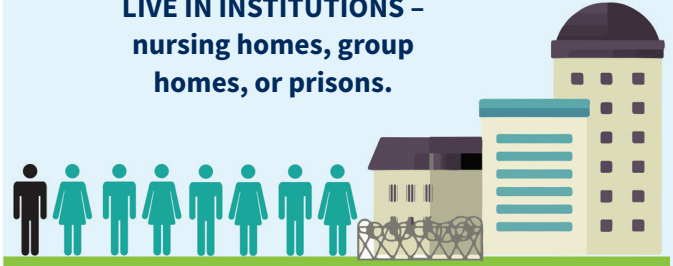 LIVE IN INSTITUTIONS –
nursing homes, group
homes, or prisons.